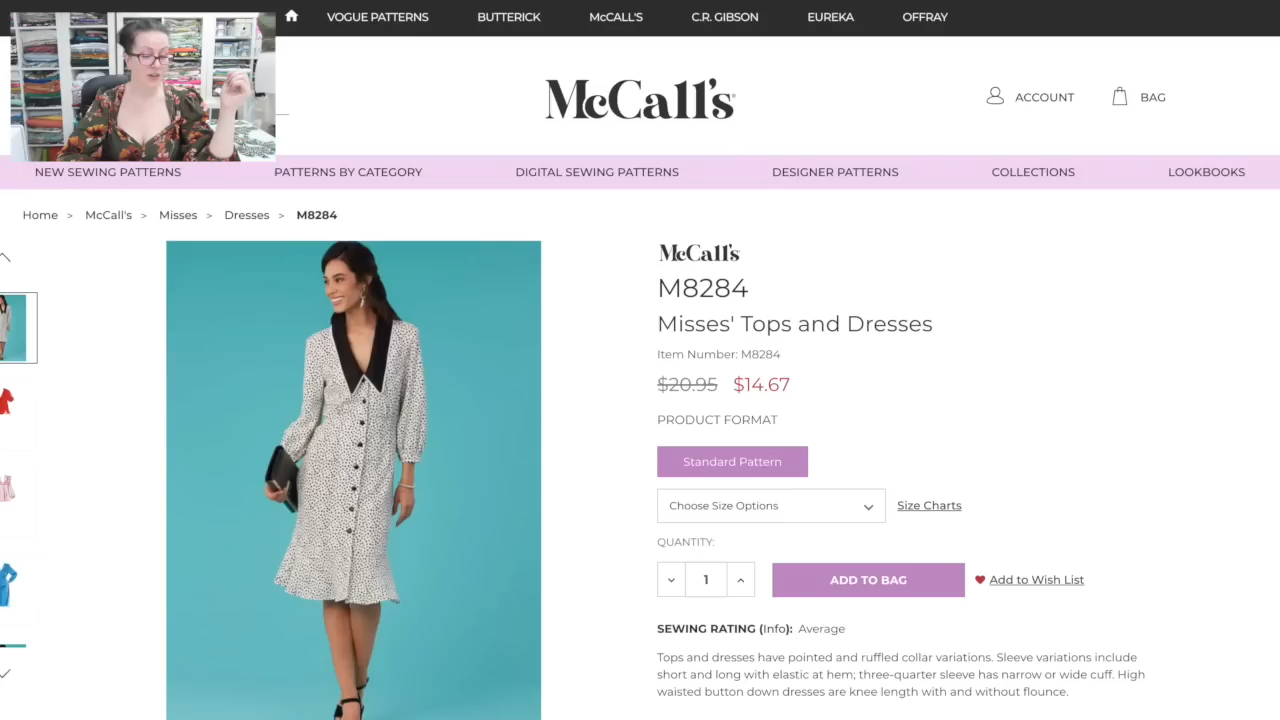 VOGUE PATTERNS BUTTERICK McCALL'S C.R. GIBSON EUREKA OFFRAY
McCall's
ACCOUNT BAG
NEW SEWING PATTERNS PATTERNS BY CATEGORY DIGITAL SEWING PATTERNS DESIGNER PATTERNS COLLECTIONS LOOKBOOKS
Home > McCall's > Misses > Dresses > M8284
McCall's
M8284
Misses' Tops and Dresses
Item Number: M8284
$20.95 $14.67
PRODUCT FORMAT
Standard Pattern
Choose Size Options Size Charts
QUANTITY:
1 ADD TO BAG Add to Wish List
SEWING RATING (Info): Average
Tops and dresses have pointed and ruffled collar variations. Sleeve variations include
short and long with elastic at hem; three-quarter sleeve has narrow or wide cuff. High
waisted button down dresses are knee length with and without flounce.